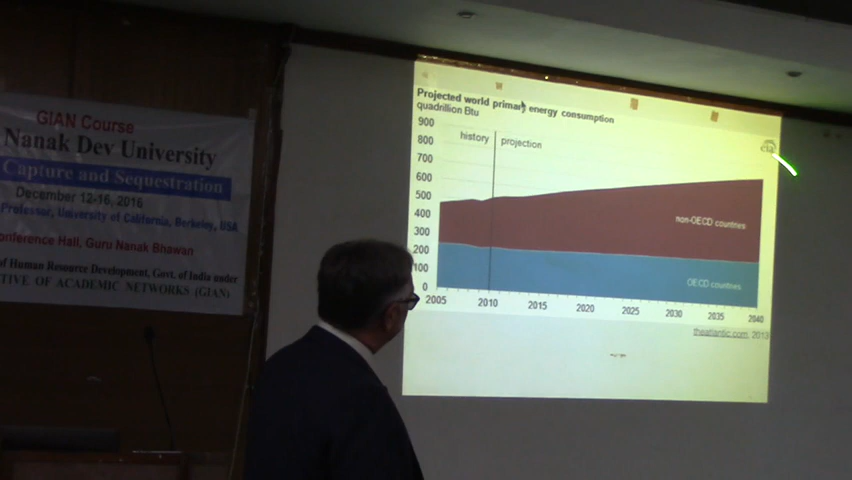 GIAN Course
Nanak Dev University
Capture and Sequestration
December 12-16, 2016
Professor, University of California, Berkeley, USA
onference Hall, Guru Nanak Bhawan
of Human Resource Development, Govt. of India under
TIVE OF ACADEMIC NETWORKS (GIAN)
Projected world primary energy consumption
quadrillion Btu
900
800
700
600
500
400
300
200
100
0
history
projection
eia
non-OECD countries
OECD countries
2005
2010
2015
2020
2025
2030
2035
2040
theatlantic.com, 2013